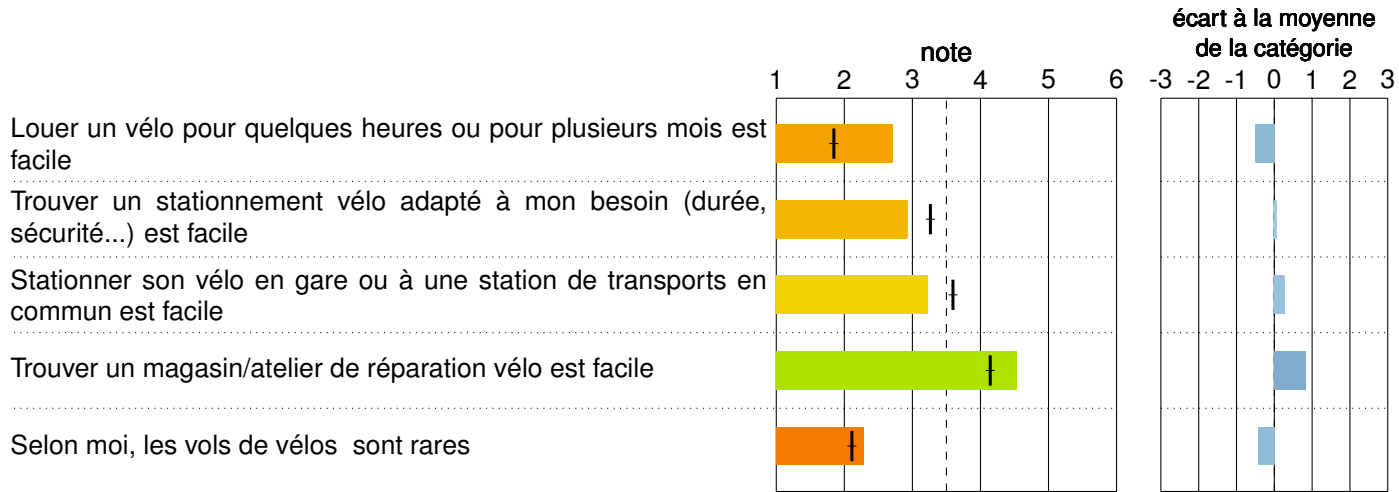 écart à la moyenne
de la catégorie
note
1 2 3 4 5 6
-3 -2 -1 0 1 2 3
Louer un vélo pour quelques heures ou pour plusieurs mois est
facile
Trouver un stationnement vélo adapté à mon besoin (durée,
sécurité...) est facile
Stationner son vélo en gare ou à une station de transports en
commun est facile
Trouver un magasin/atelier de réparation vélo est facile
Selon moi, les vols de vélos sont rares